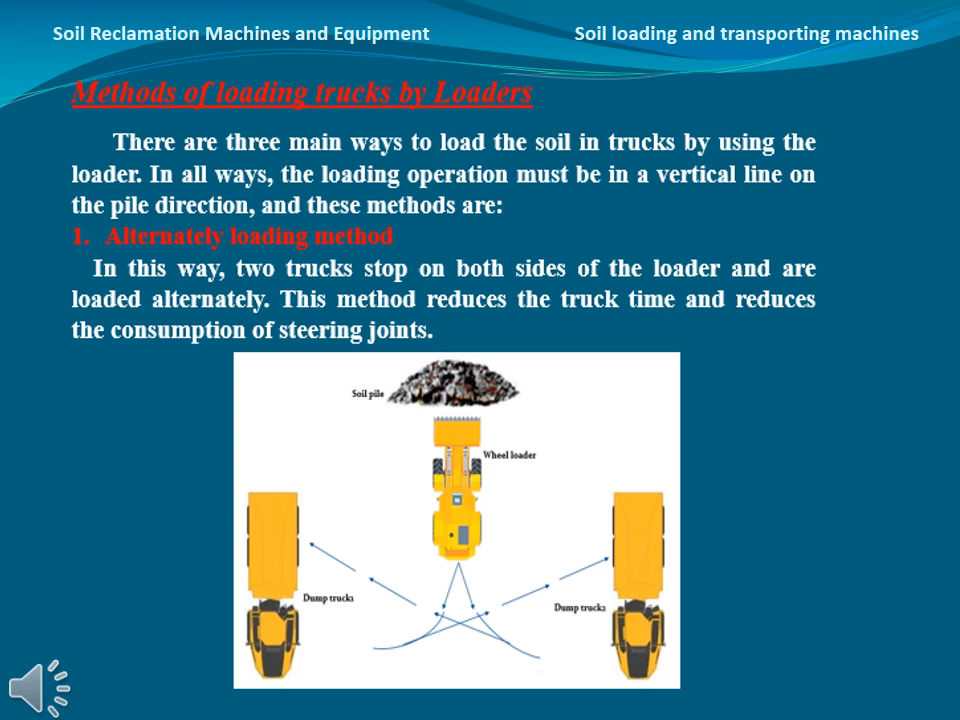 Soil Reclamation Machines and Equipment
Soil loading and transporting machines
Methods of loading trucks by Loaders
There are three main ways to load the soil in trucks by using the
loader. In all ways, the loading operation must be in a vertical line on
the pile direction, and these methods are:
1. Alternately loading method
In this way, two trucks stop on both sides of the loader and are
loaded alternately. This method reduces the truck time and reduces
the consumption of steering joints.
Soil pile
Wheel loader
Dump truck1
Dump truck2